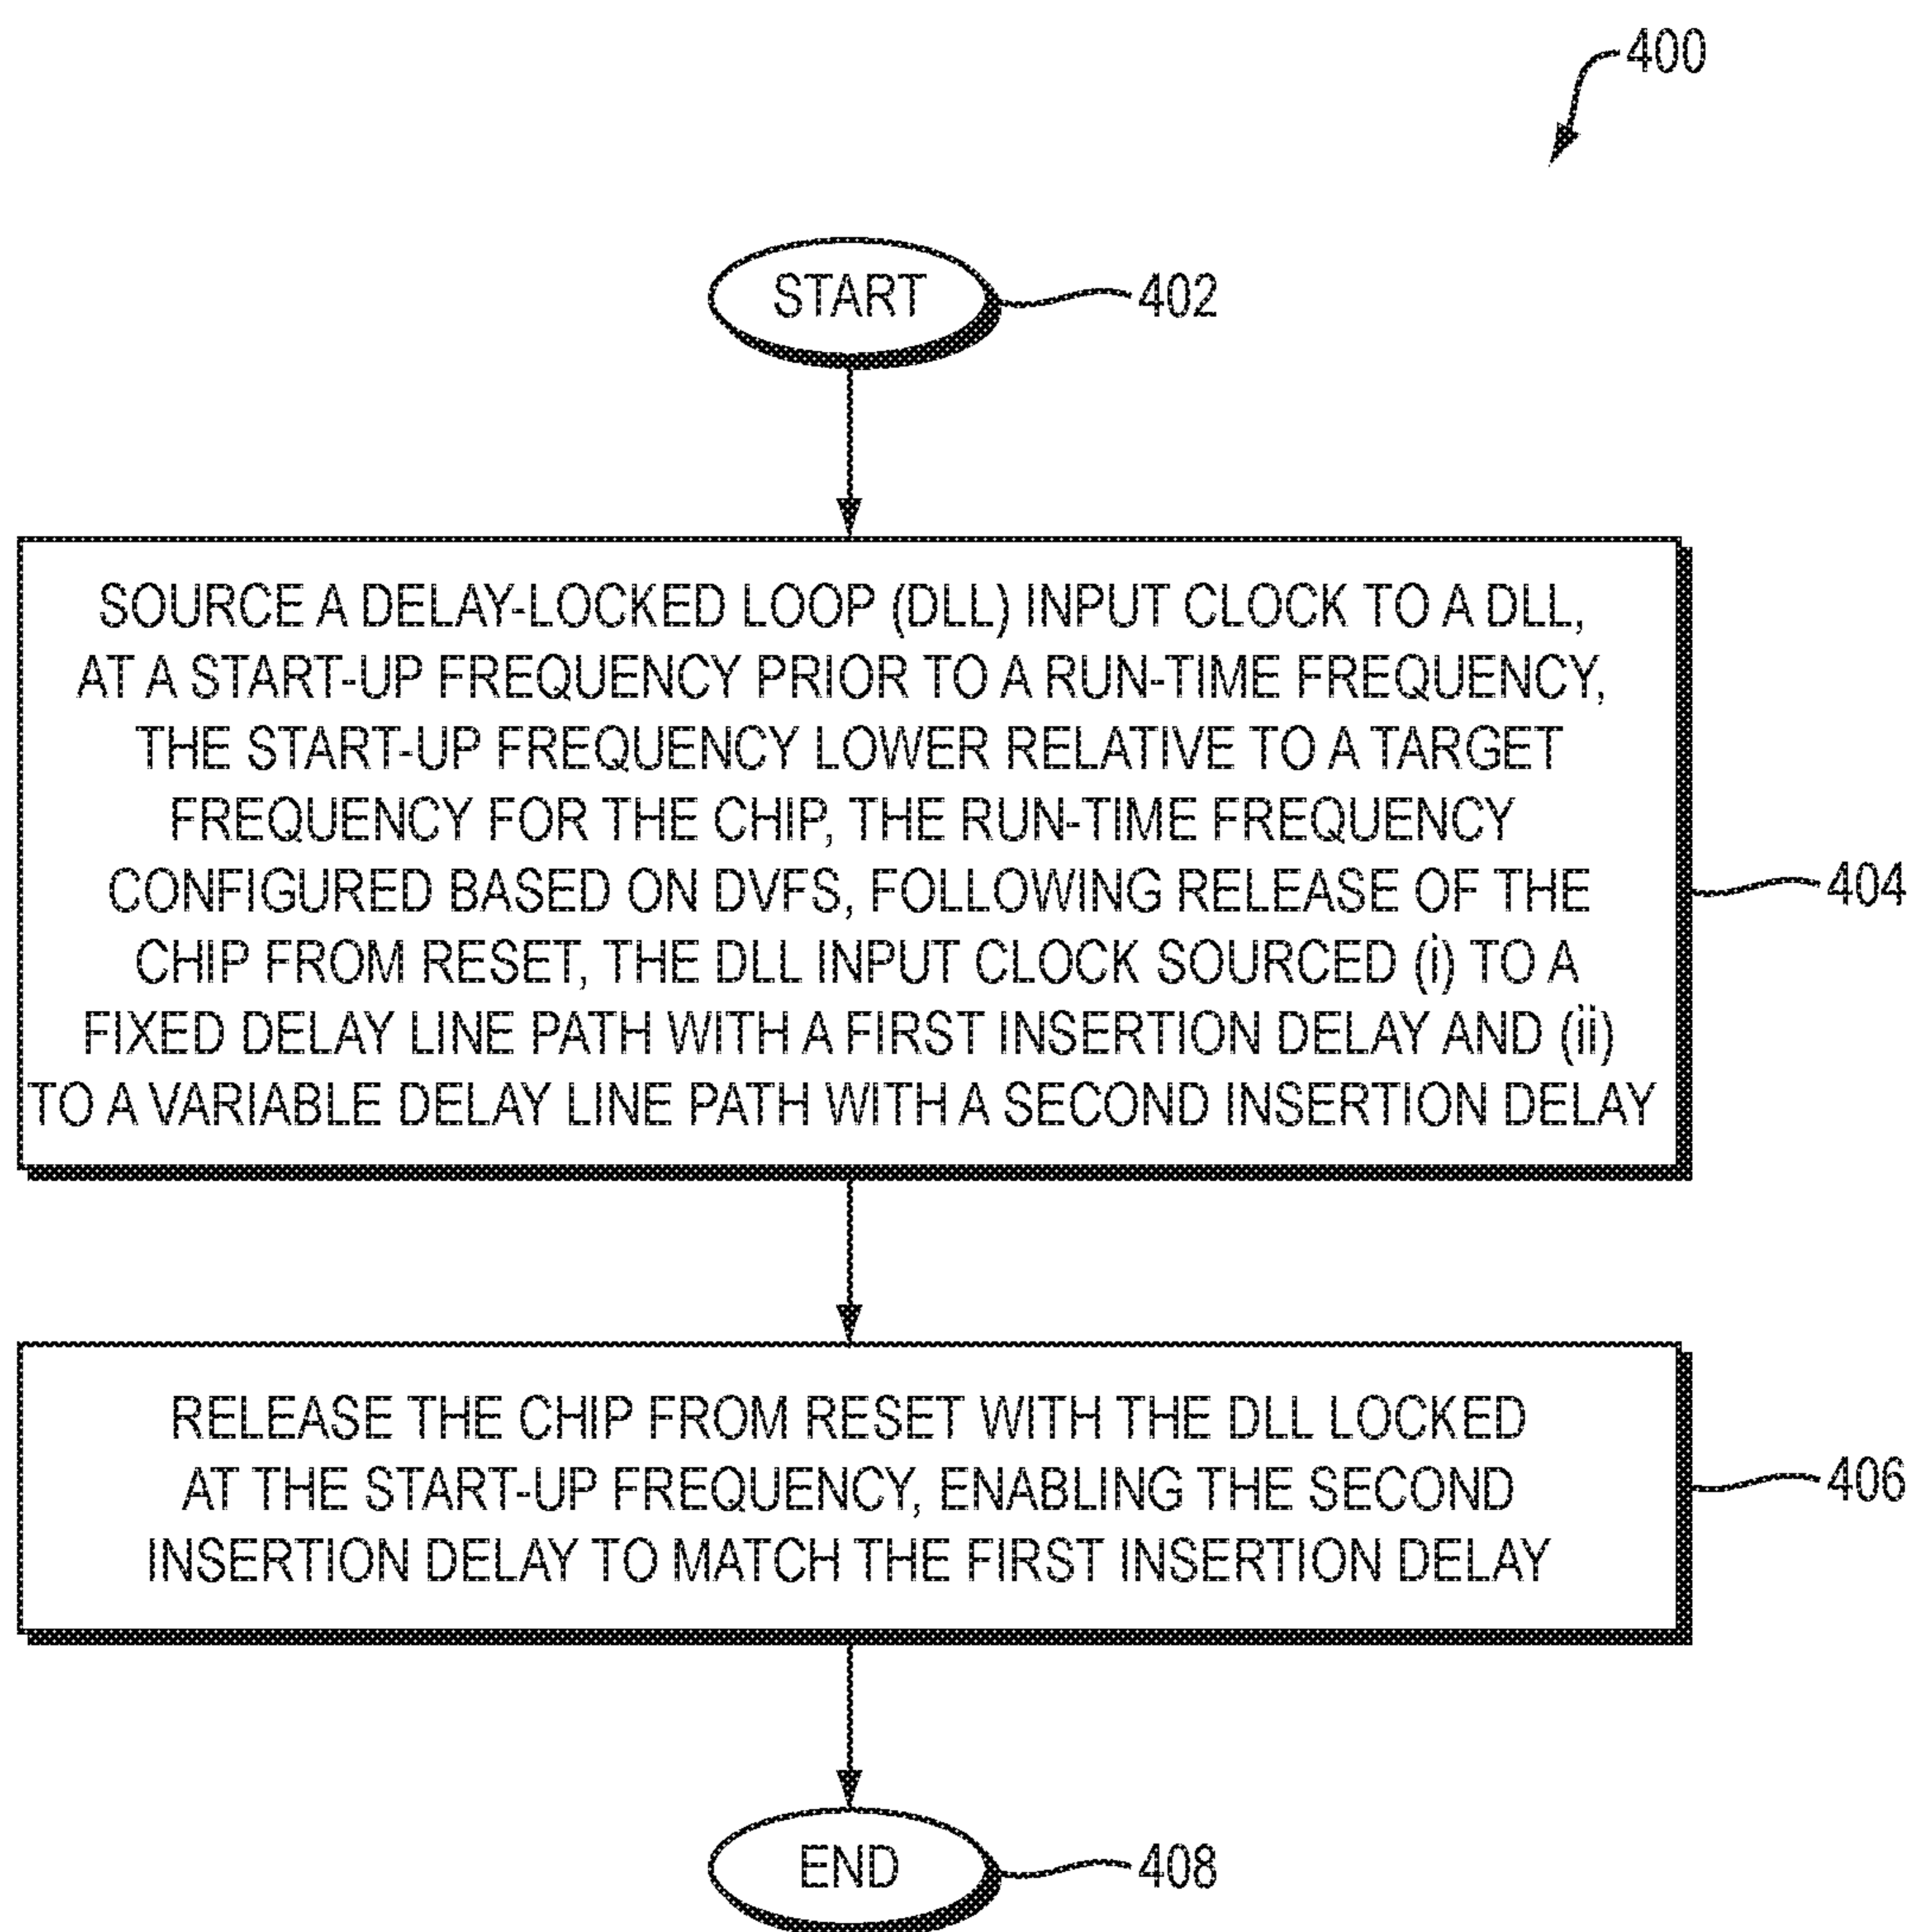 400
START
402
SOURCE A DELAY-LOCKED LOOP (DLL) INPUT CLOCK TO A DLL,
AT A START-UP FREQUENCY PRIOR TO A RUN-TIME FREQUENCY,
THE START-UP FREQUENCY LOWER RELATIVE TO A TARGET
FREQUENCY FOR THE CHIP, THE RUN-TIME FREQUENCY
CONFIGURED BASED ON DVFS, FOLLOWING RELEASE OF THE
CHIP FROM RESET, THE DLL INPUT CLOCK SOURCED (i) TO A
FIXED DELAY LINE PATH WITH A FIRST INSERTION DELAY AND (ii)
TO A VARIABLE DELAY LINE PATH WITH A SECOND INSERTION DELAY
404
RELEASE THE CHIP FROM RESET WITH THE DLL LOCKED
AT THE START-UP FREQUENCY, ENABLING THE SECOND
INSERTION DELAY TO MATCH THE FIRST INSERTION DELAY
406
END
408